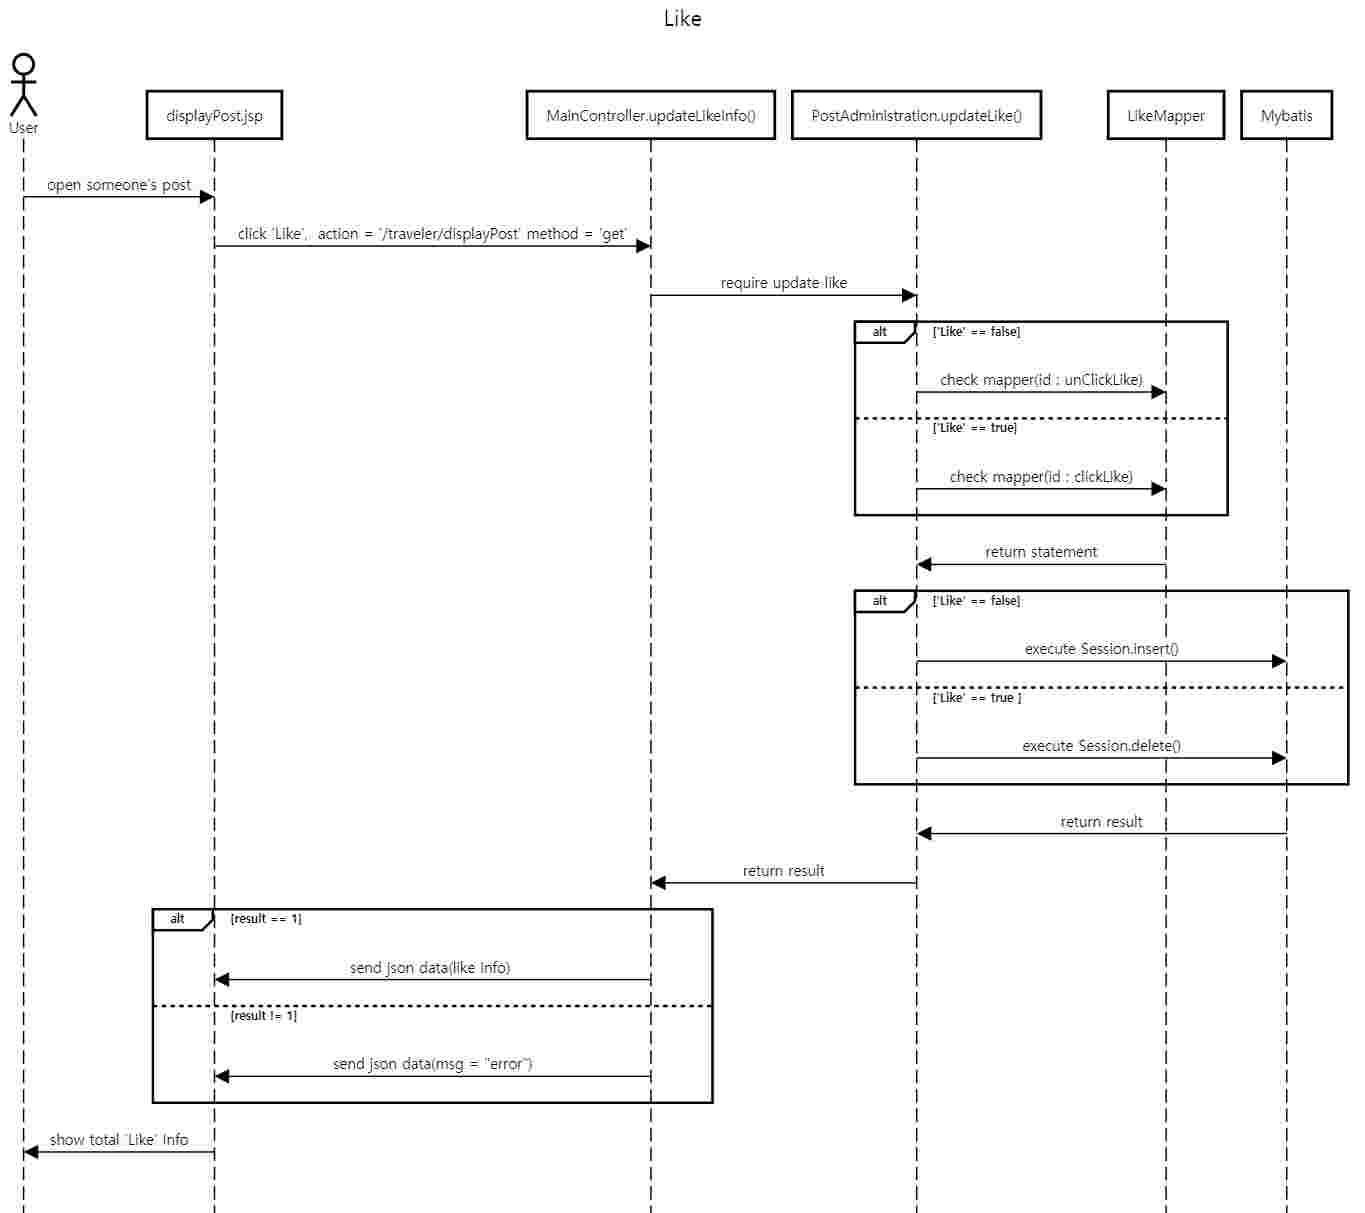 Like
User
displayPost.jsp
MainController.updateLikeInfo()
PostAdministration.updateLike()
LikeMapper
Mybatis
open someone's post
click 'Like', action = '/traveler/displayPost' method = 'get'
require update like
alt
['Like' == false]
check mapper(id : unClickLike)
['Like' == true]
check mapper(id : clickLike)
return statement
alt
['Like' == false]
execute Session.insert()
['Like' == true ]
execute Session.delete()
return result
return result
alt
[result == 1]
send json data(like info)
[result != 1]
send json data(msg = "error")
show total 'Like' Info